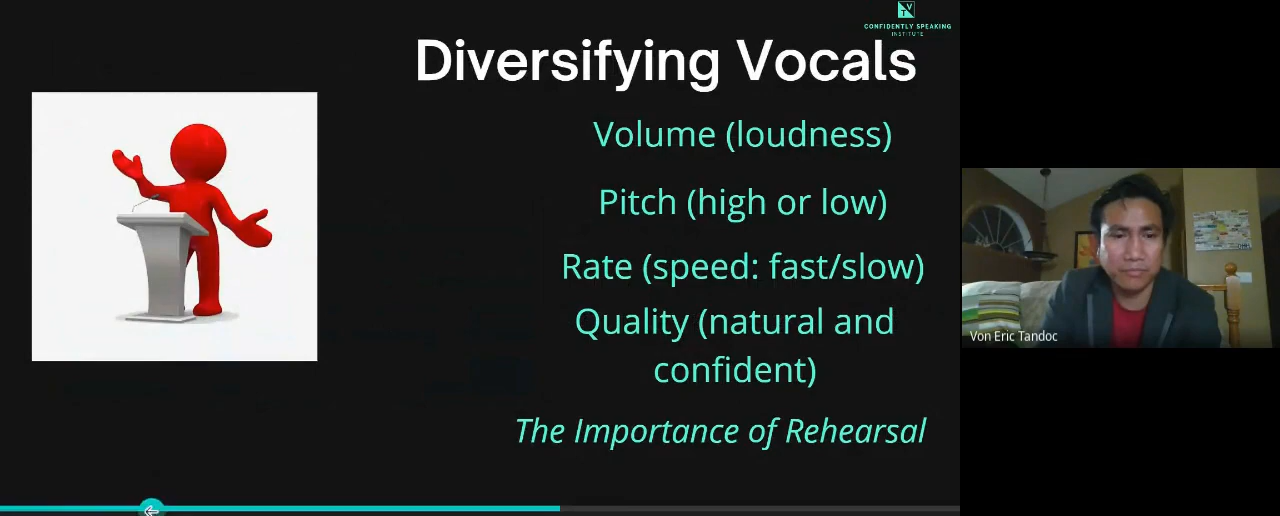 VT
CONFIDENTLY SPEAKING
INSTITUTE
Diversifying Vocals
Volume (loudness)
Pitch (high or low)
Rate (speed: fast/slow)
Quality (natural and
confident)
The Importance of Rehearsal
Von Eric Tandoc